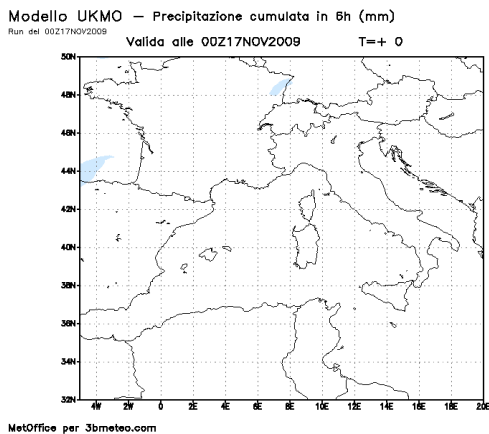 Modello UKMO – Precipitazione cumulata in 6h (mm)
Run del 00Z17NOV2009
Valida alle 00Z17NOV2009 T=+ 0
50N
48N
46N
44N
42N
40N
38N
36N
34N
32N
4W 2W 0 2E 4E 6E 8E 10E 12E 14E 16E 18E 20E
MetOffice per 3bmeteo.com